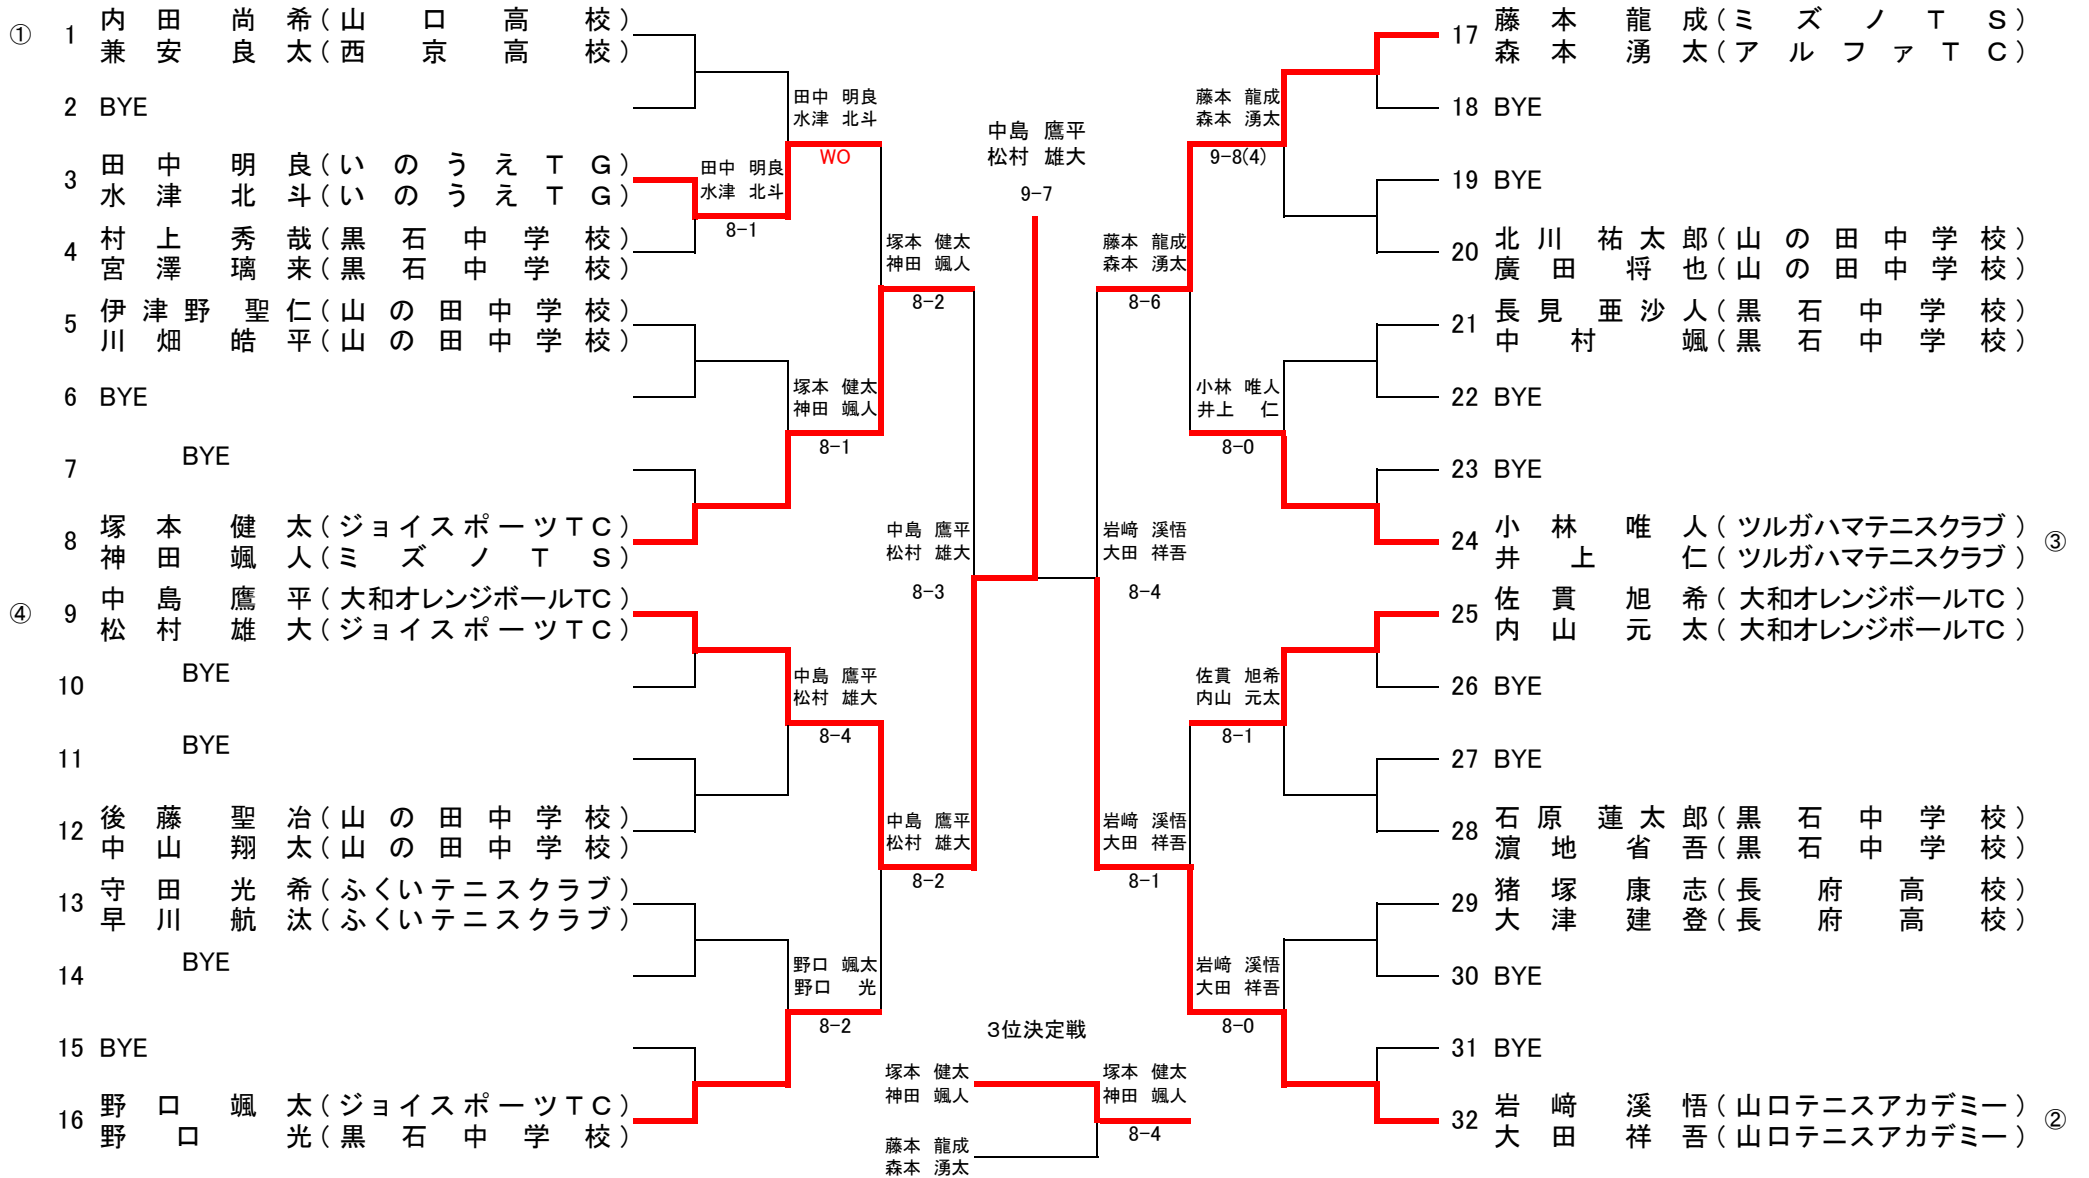 ① 1 内田尚希(山口高校)
兼安良太(西京高校)
2 BYE
3 田中明良(いのうえTG)
水津北斗(いのうえTG)
4 村上秀哉(黒石中学校)
宮澤璃来(黒石中学校)
5 伊津野聖仁(山の田中学校)
川畑皓平(山の田中学校)
6 BYE
7 BYE
8 塚本健太(ジョイスポーツTC)
神田颯人(ミズノTS)
④ 9 中島鷹平(大和オレンジボールTC)
松村雄大(ジョイスポーツTC)
10 BYE
11 BYE
12 後藤聖冶(山の田中学校)
中山翔太(山の田中学校)
13 守田光希(ふくいテニスクラブ)
早川航汰(ふくいテニスクラブ)
14 BYE
15 BYE
16 野口颯太(ジョイスポーツTC)
野口光(黒石中学校)
田中 明良
水津 北斗
8-1
田中 明良
水津 北斗
WO
塚本 健太
神田 颯人
8-1
中島 鷹平
松村 雄大
8-4
野口 颯太
野口 光
8-2
塚本 健太
神田 颯人
8-2
中島 鷹平
松村 雄大
8-3
中島 鷹平
松村 雄大
8-2
中島 鷹平
松村 雄大
9-7
藤本 龍成
森本 湧太
8-6
岩﨑 溪悟
大田 祥吾
8-4
岩﨑 溪悟
大田 祥吾
8-1
藤本 龍成
森本 湧太
9-8(4)
小林 唯人
井上 仁
8-0
佐貫 旭希
内山 元太
8-1
岩﨑 溪悟
大田 祥吾
8-0
3位決定戦
塚本 健太
神田 颯人
藤本 龍成
森本 湧太
塚本 健太
神田 颯人
8-4
17 藤本龍成(ミズノTS)
森本湧太(アルファTC)
18 BYE
19 BYE
20 北川祐太郎(山の田中学校)
廣田将也(山の田中学校)
21 長見亜沙人(黒石中学校)
中村颯(黒石中学校)
22 BYE
23 BYE
24 小林唯人(ツルガハマテニスクラブ) ③
井上仁(ツルガハマテニスクラブ)
25 佐貫旭希(大和オレンジボールTC)
内山元太(大和オレンジボールTC)
26 BYE
27 BYE
28 石原蓮太郎(黒石中学校)
濵地省吾(黒石中学校)
29 猪塚康志(長府高校)
大津建登(長府高校)
30 BYE
31 BYE
32 岩﨑溪悟(山口テニスアカデミー) ②
大田祥吾(山口テニスアカデミー)